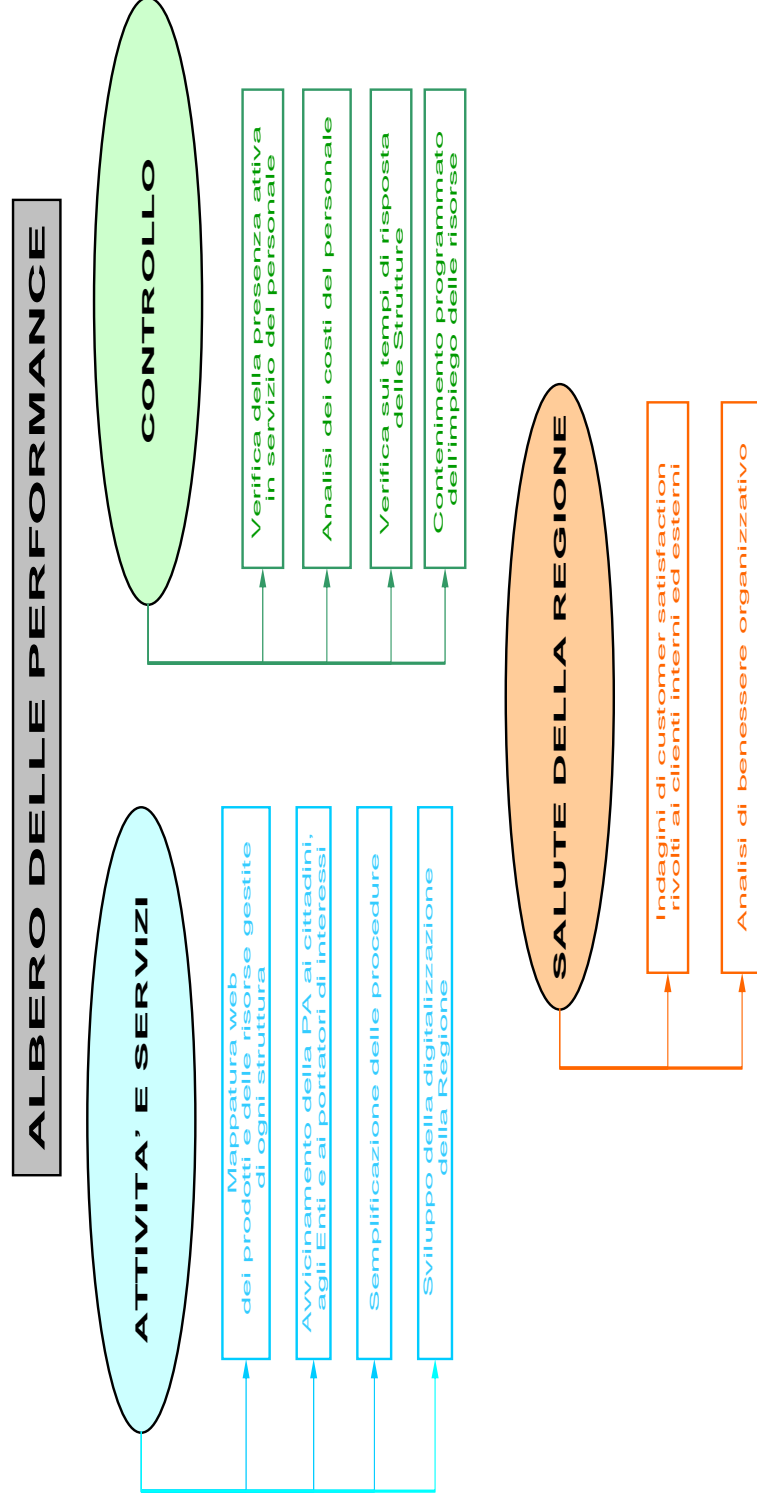 ALBERO DELLE PERFORMANCE
ATTIVITA’ E SERVIZI
Mappatura web
dei prodotti e delle risorse gestite
di ogni struttura
Avvicinamento della PA ai cittadini,
agli Enti e ai portatori di interessi
Semplificazione delle procedure
Sviluppo della digitalizzazione
della Regione
CONTROLLO
Verifica della presenza attiva
in servizio del personale
Analisi dei costi del personale
Verifica sui tempi di risposta
delle Strutture
Contenimento programmato
dell'impiego delle risorse
SALUTE DELLA REGIONE
Indagini di customer satisfaction
rivolti ai clienti interni ed esterni
Analisi di benessere organizzativo